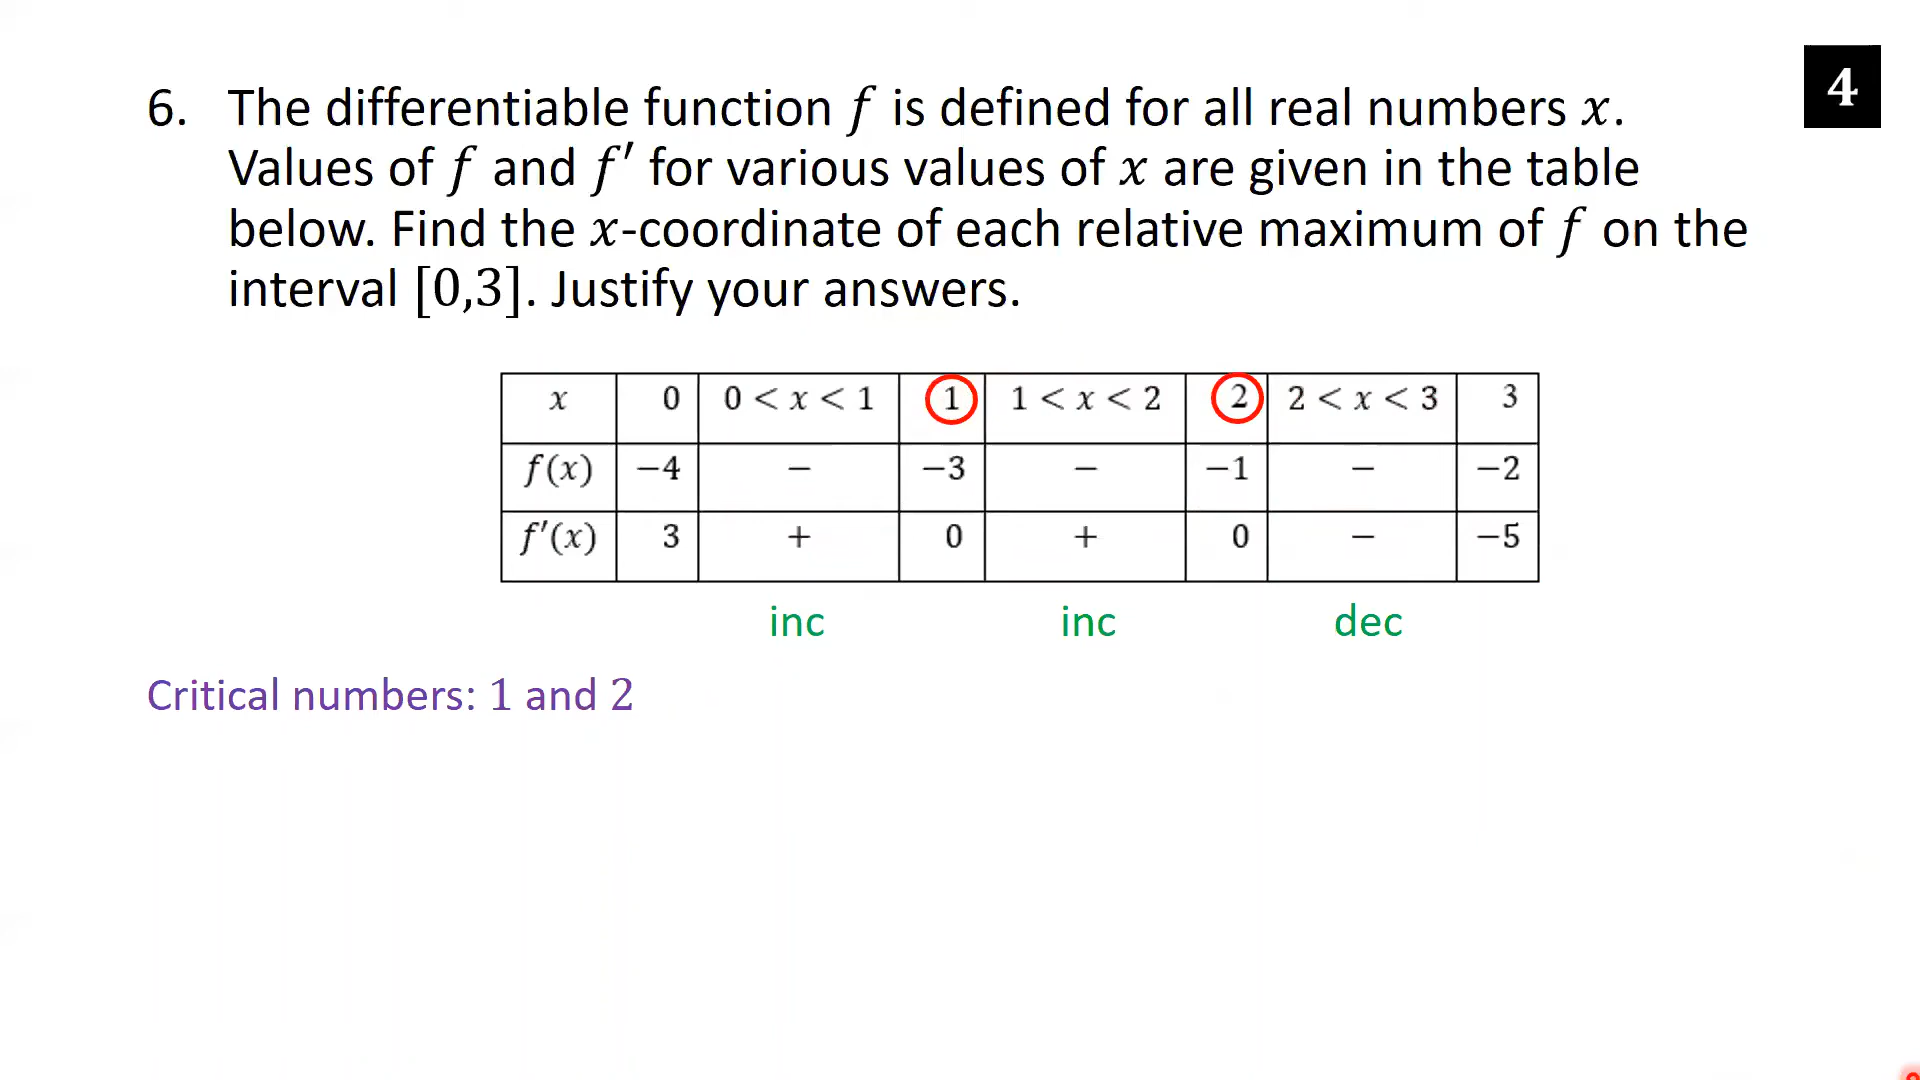 4
6. The differentiable function f is defined for all real numbers x.
Values of f and f′ for various values of x are given in the table
below. Find the x-coordinate of each relative maximum of f on the
interval [0,3]. Justify your answers.
x 0 0 < x < 1 1 1 < x < 2 2 2 < x < 3 3
f(x) −4 − −3 − −1 − −2
f′(x) 3 + 0 + 0 − −5
inc inc dec
Critical numbers: 1 and 2